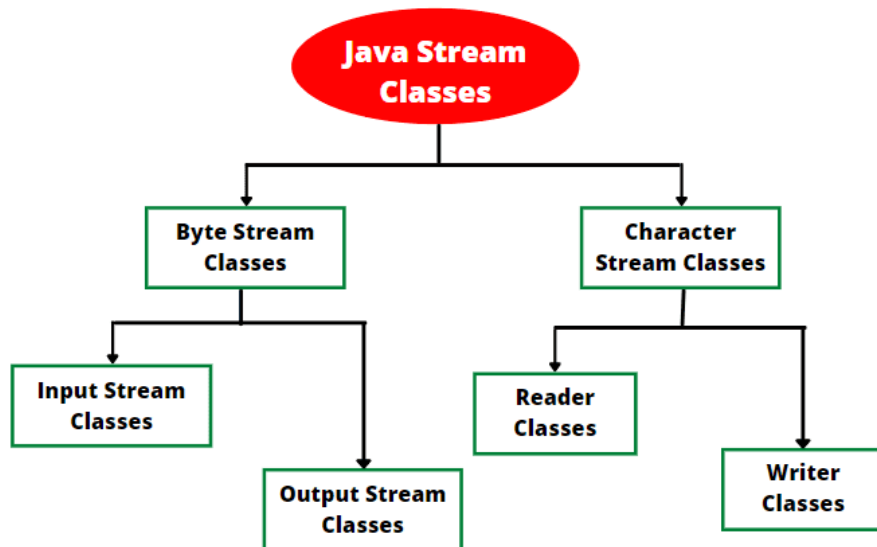 Java Stream
Classes
Byte Stream
Classes
Character
Stream Classes
Input Stream
Classes
Reader
Classes
Output Stream
Classes
Writer
Classes